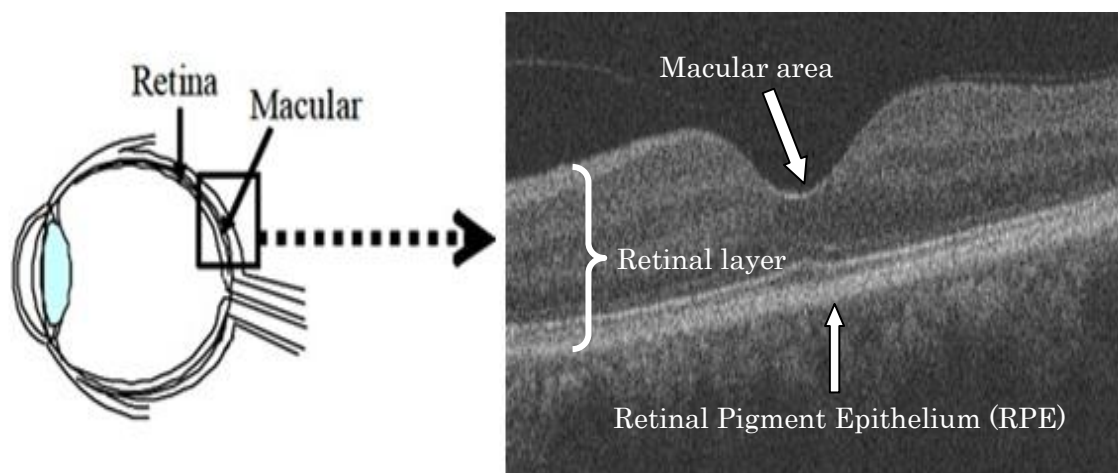 Retina
Macular
Macular area
Retinal layer
Retinal Pigment Epithelium (RPE)